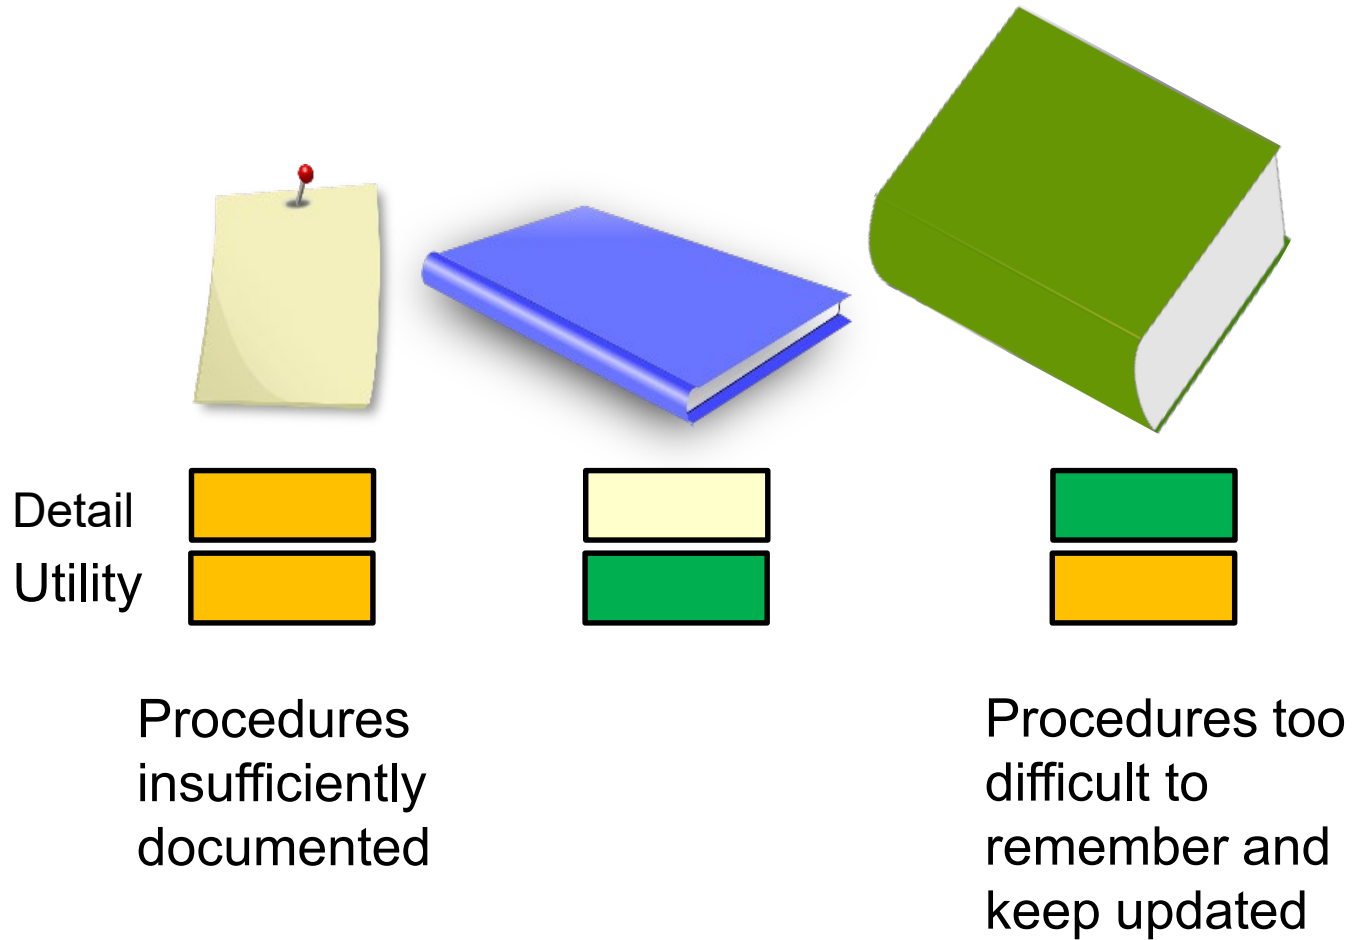 Detail
Utility
Procedures
insufficiently
documented
Procedures too
difficult to
remember and
keep updated